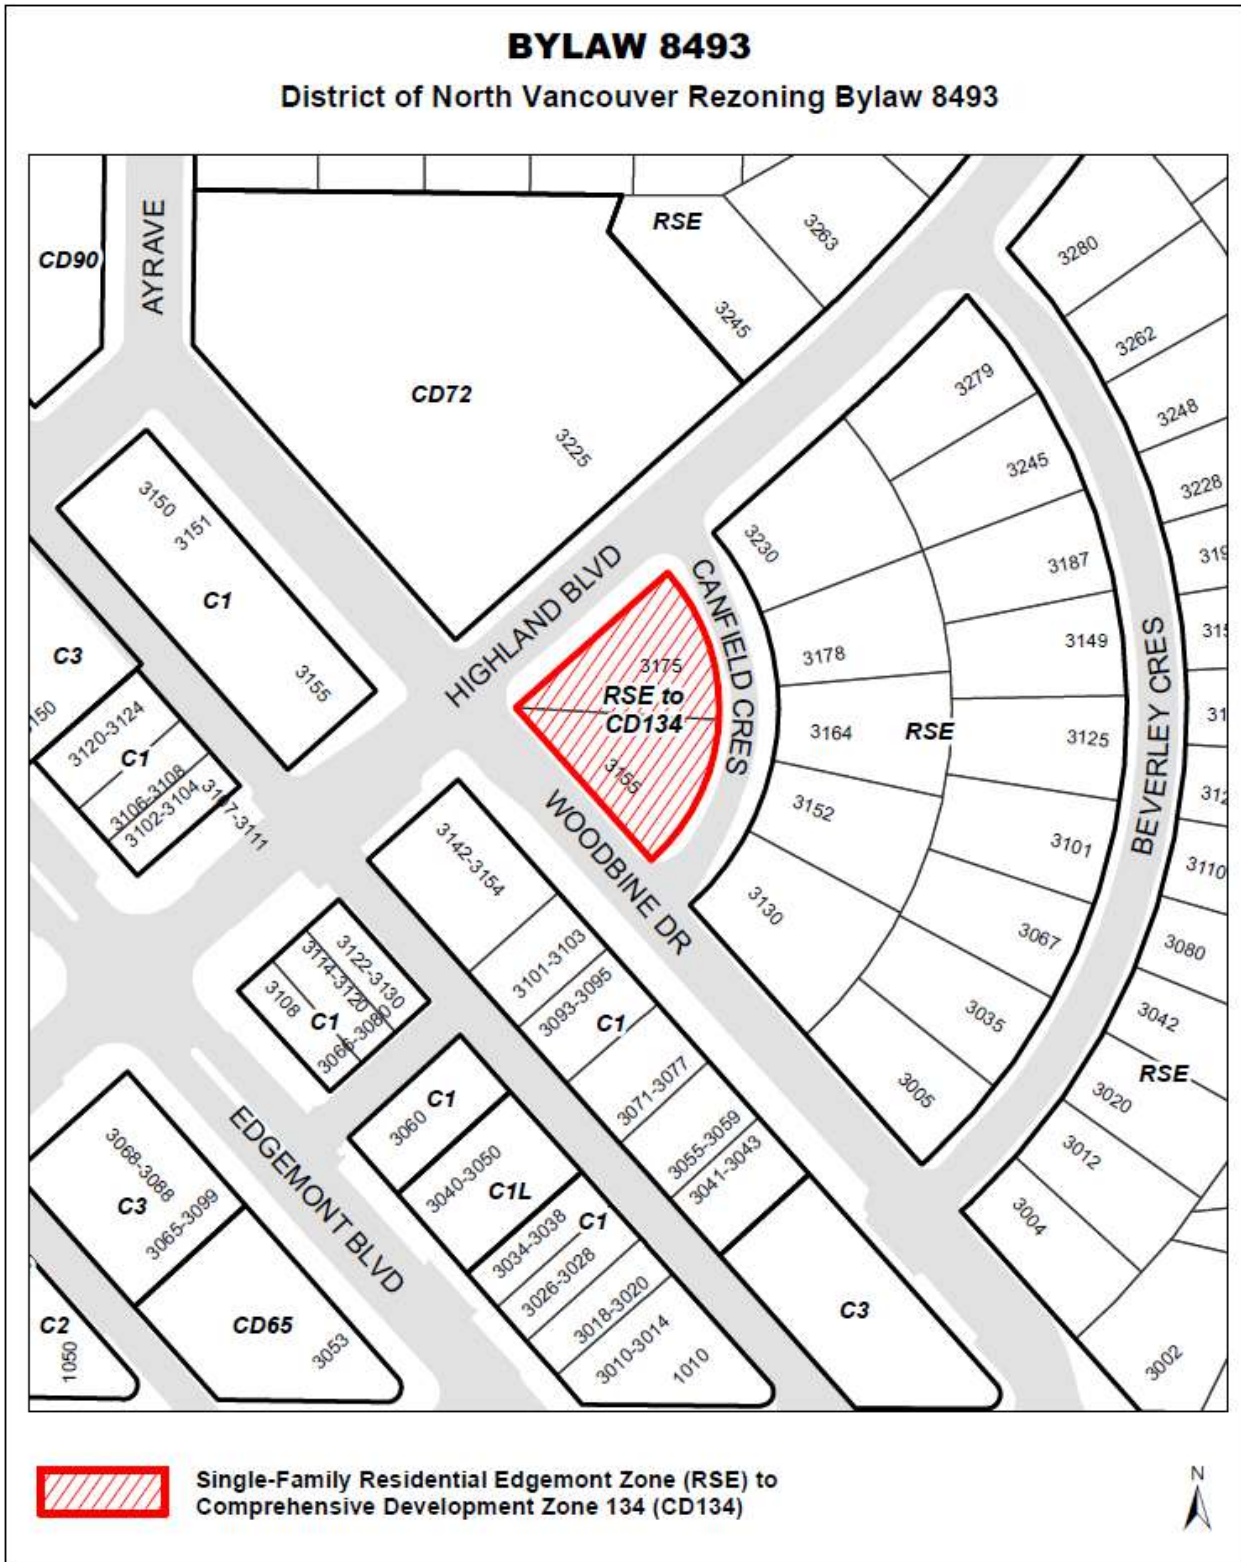 BYLAW 8493
District of North Vancouver Rezoning Bylaw 8493
CD90
AYRAVE
RSE
3263
3245
3280
3262
3248
3228
CD72
3225
3279
3245
3187
3149
3125
3101
3067
3035
3005
3150
3151
C1
3155
HIGHLAND BLVD
CANFIELD CRES
3230
3178
3164
3152
3130
RSE
BEVERLEY CRES
3175
RSE to
CD134
3155
WOODBINE DR
C3
3120-3124
C1
3106-3108
3102-3104
3107-3111
3142-3154
3101-3103
3093-3095
C1
3071-3077
3055-3059
3041-3043
3122-3130
3114-3120
3108
C1
3066-3080
3110
3080
3042
RSE
3020
3012
3004
3002
EDGEMONT BLVD
3060
C1
3040-3050
C1L
3034-3038
C1
3026-3028
3018-3020
3010-3014
1010
C3
3068-3088
C3
3065-3099
CD65
3053
C2
1050
Single-Family Residential Edgemont Zone (RSE) to
Comprehensive Development Zone 134 (CD134)
N